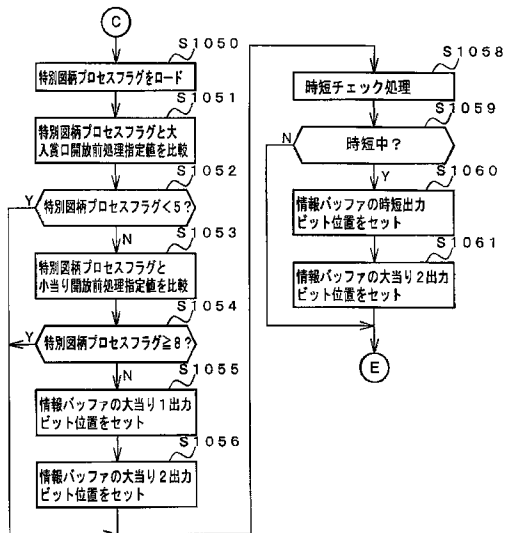 C
S1050
特別図柄プロセスフラグをロード
S1051
特別図柄プロセスフラグと大
入賞口開放前処理指定値を比較
S1052
Y
特別図柄プロセスフラグ<5?
N
S1053
特別図柄プロセスフラグと
小当り開放前処理指定値を比較
S1054
Y
特別図柄プロセスフラグ≧8?
N
S1055
情報バッファの大当り1出力
ビット位置をセット
S1056
情報バッファの大当り2出力
ビット位置をセット
S1058
時短チェック処理
S1059
N
時短中?
Y
S1060
情報バッファの時短出力
ビット位置をセット
S1061
情報バッファの大当り2出力
ビット位置をセット
E